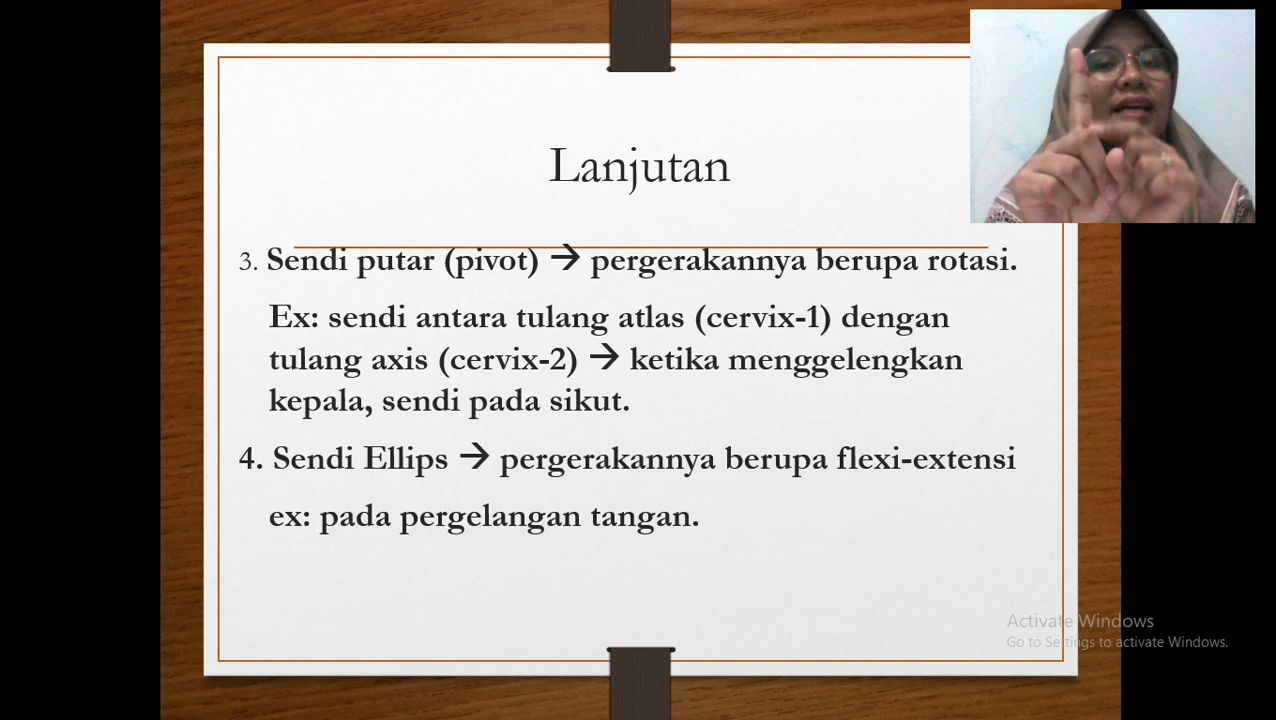 Lanjutan
3. Sendi putar (pivot) → pergerakannya berupa rotasi.
Ex: sendi antara tulang atlas (cervix-1) dengan
tulang axis (cervix-2) → ketika menggelengkan
kepala, sendi pada sikut.
4. Sendi Ellips → pergerakannya berupa flexi-extensi
ex: pada pergelangan tangan.
Activate Windows
Go to Settings to activate Windows.